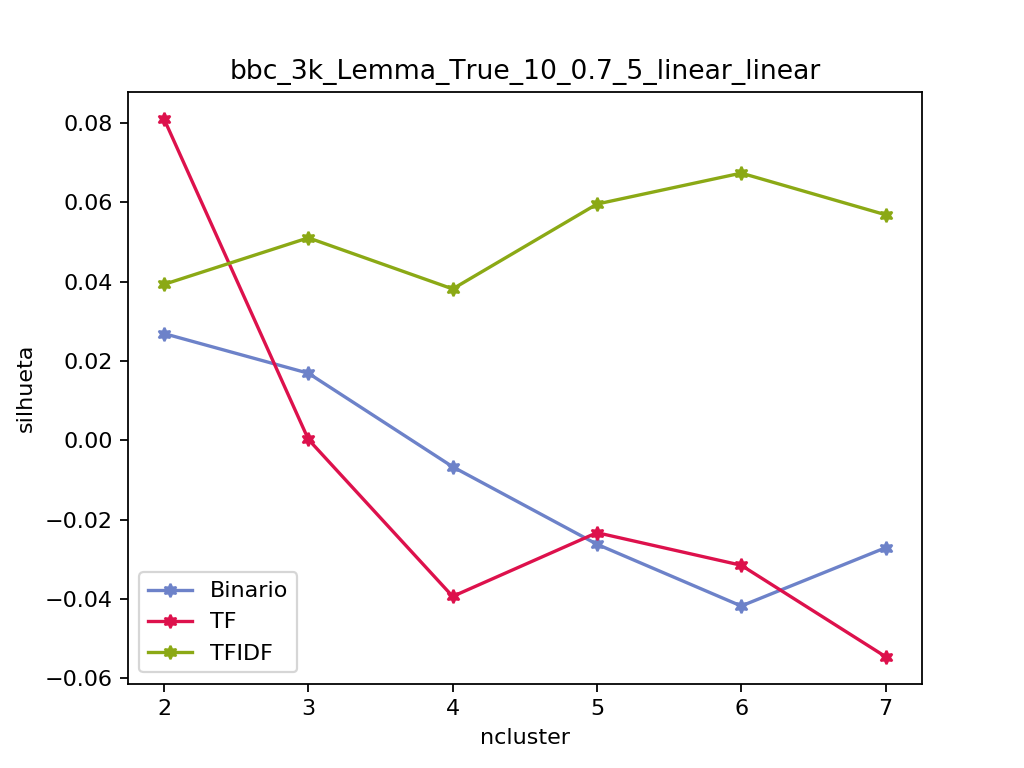 bbc_3k_Lemma_True_10_0.7_5_linear_linear
silhueta
0.08
0.06
0.04
0.02
0.00
−0.02
−0.04
−0.06
Binario
TF
TFIDF
2 3 4 5 6 7
ncluster